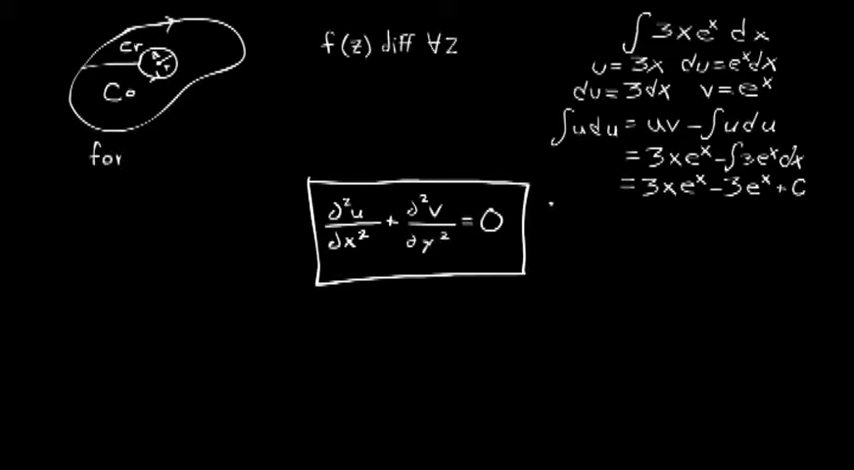 Cr
r
Co
for
f(z) diff ∀z
∂²u/∂x² + ∂²v/∂y² = 0
∫3xeˣ dx
u = 3x du = eˣdx
du = 3dx v = eˣ
∫udu = uv - ∫udu
= 3xeˣ - ∫3eˣdx
= 3xeˣ - 3eˣ + C